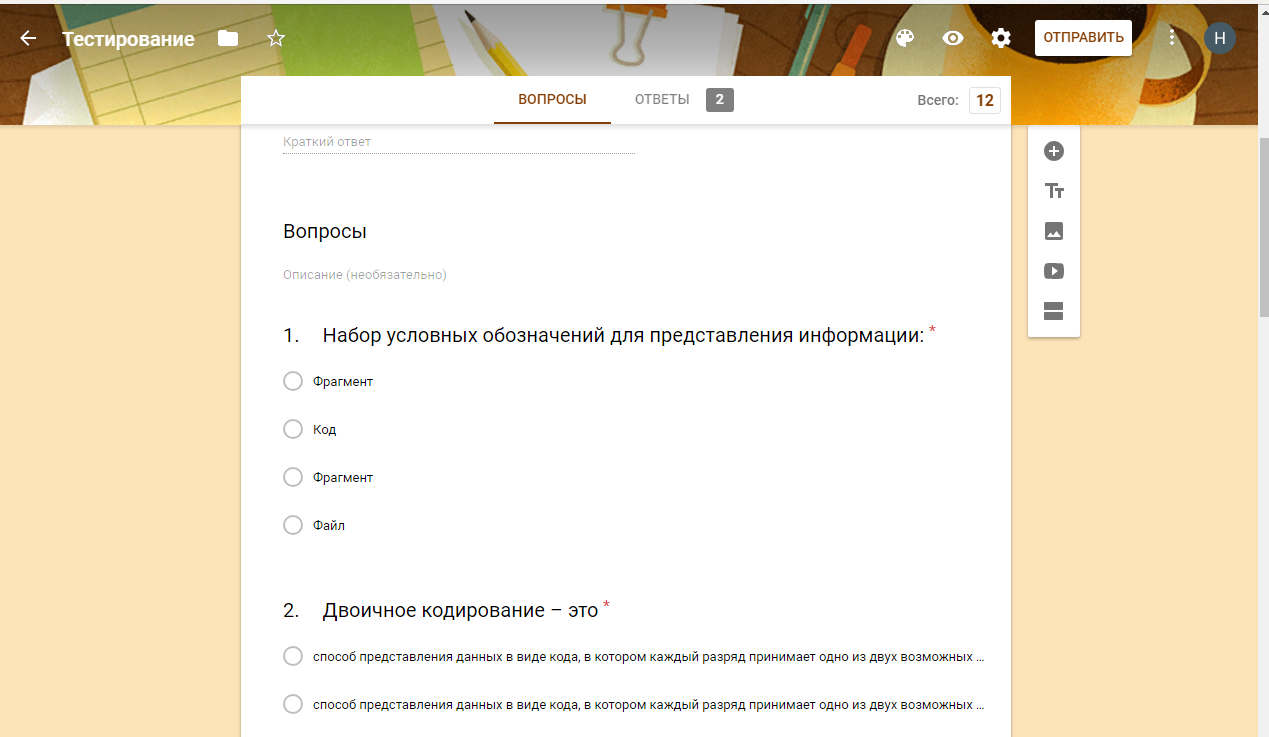 Тестирование
ОТПРАВИТЬ
Н
ВОПРОСЫ ОТВЕТЫ 2 Всего: 12
Краткий ответ
Вопросы
Описание (необязательно)
1. Набор условных обозначений для представления информации: *
Фрагмент
Код
Фрагмент
Файл
2. Двоичное кодирование – это *
способ представления данных в виде кода, в котором каждый разряд принимает одно из двух возможных ...
способ представления данных в виде кода, в котором каждый разряд принимает одно из двух возможных ...